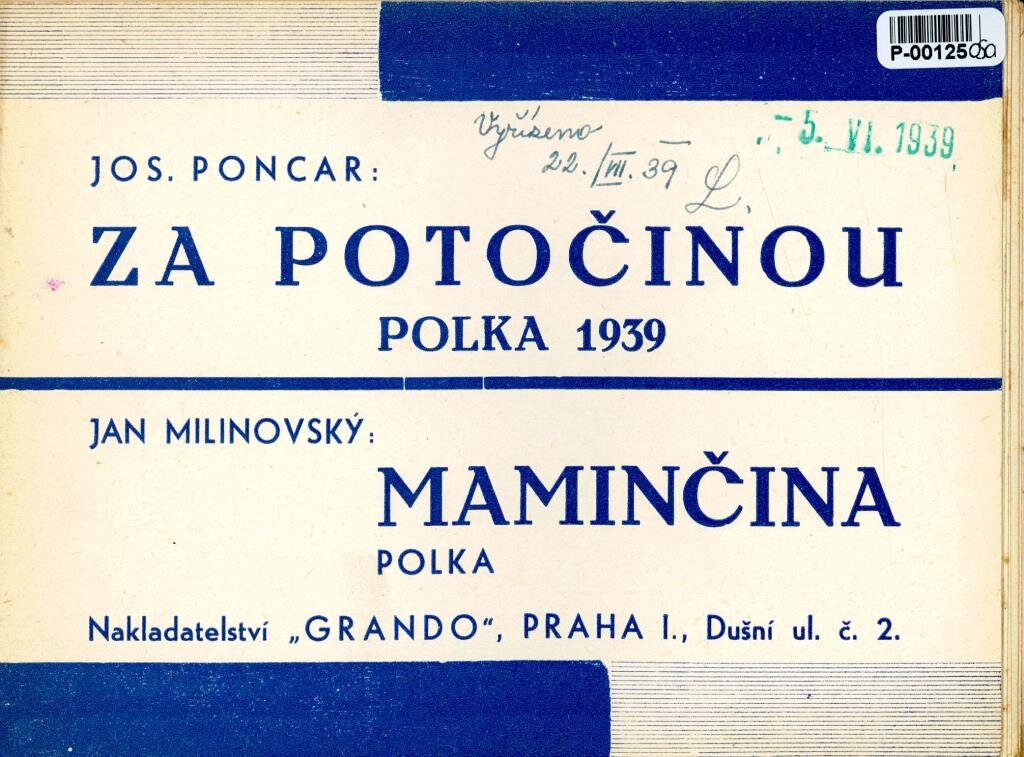 P-00125 OSA
Vyřízeno
22./VII. 39
L.
- 5. VI. 1939
JOS. PONCAR:
ZA POTOČINOU
POLKA 1939
JAN MILINOVSKÝ:
MAMINČINA
POLKA
Nakladatelství „GRANDO“, PRAHA I., Dušní ul. č. 2.